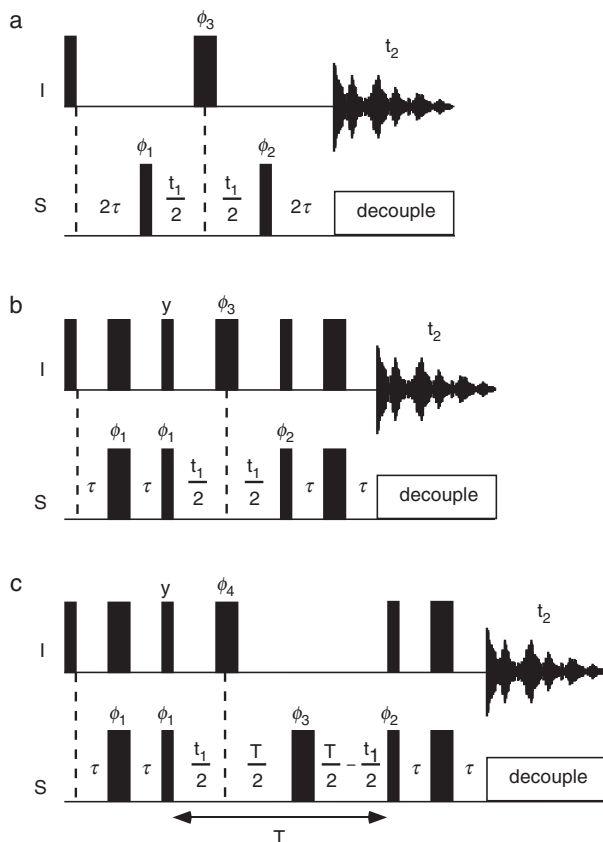 a
ϕ3
t2
I
ϕ1
ϕ2
S
2τ
t1/2
t1/2
2τ
decouple
b
y
ϕ3
t2
I
ϕ1
ϕ1
ϕ2
S
τ
τ
t1/2
t1/2
τ
τ
decouple
c
y
ϕ4
t2
I
ϕ1
ϕ1
ϕ3
ϕ2
S
τ
τ
t1/2
T/2
T/2 − t1/2
τ
τ
decouple
T